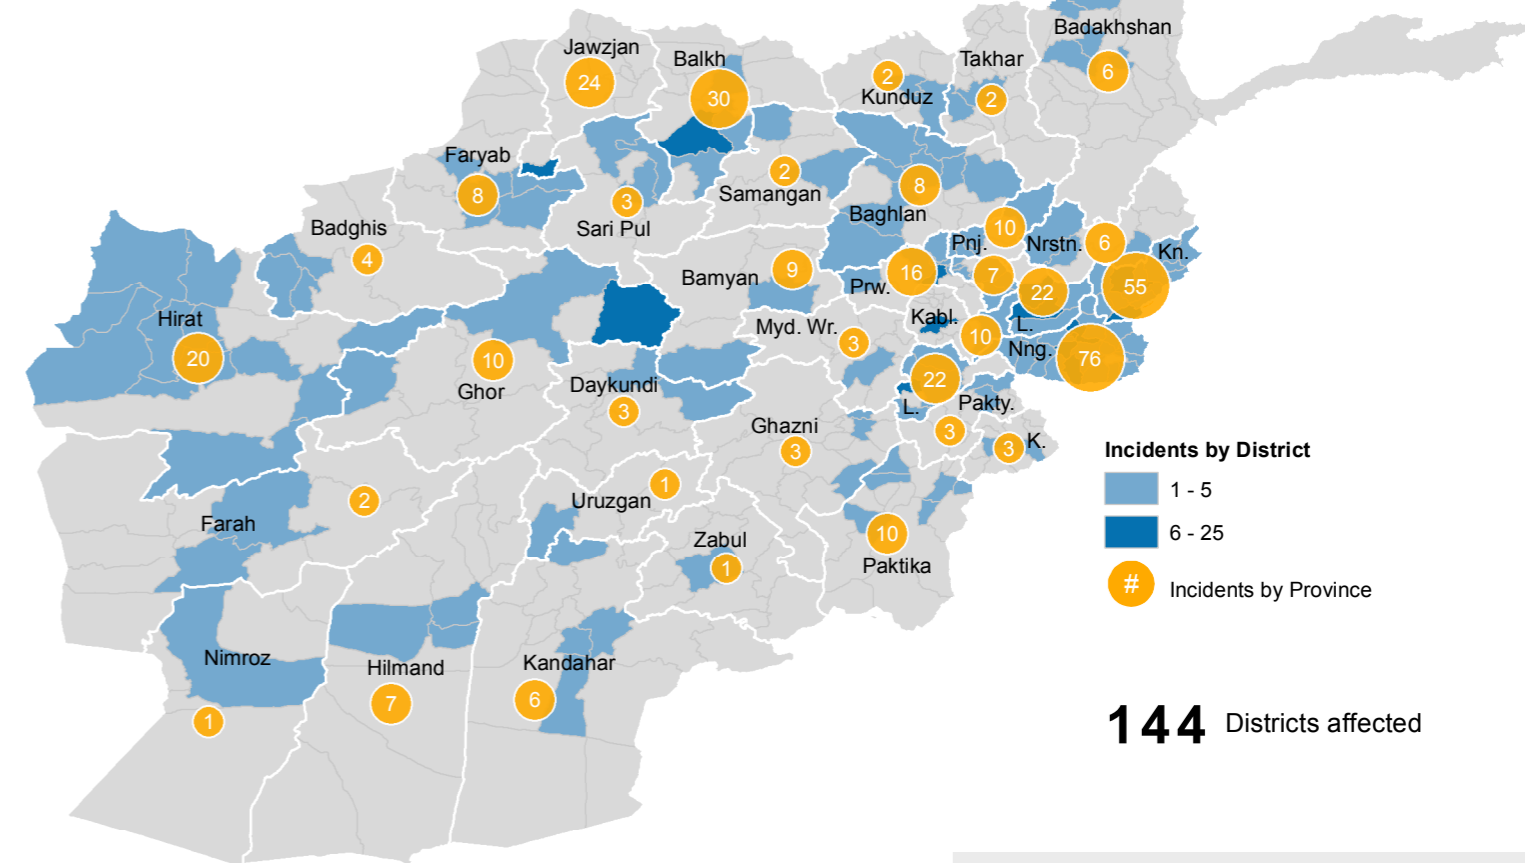 Badakhshan
6
Jawzjan
24
Balkh
30
Takhar
2
2
Kunduz
Faryab
8
3
Sari Pul
2
Samangan
8
Baghlan
Badghis
4
10
Pnj.
Nrstn.
6
Kn.
Bamyan
9
16
Prw.
7
22
55
Hirat
20
Myd. Wr.
3
Kabl.
L.
10
Nng.
76
10
Ghor
Daykundi
3
22
L.
Pakty.
3
3
K.
Ghazni
3
Incidents by District
1 - 5
6 - 25
# Incidents by Province
2
Uruzgan
1
Farah
Zabul
1
10
Paktika
Nimroz
1
Hilmand
7
Kandahar
6
144 Districts affected